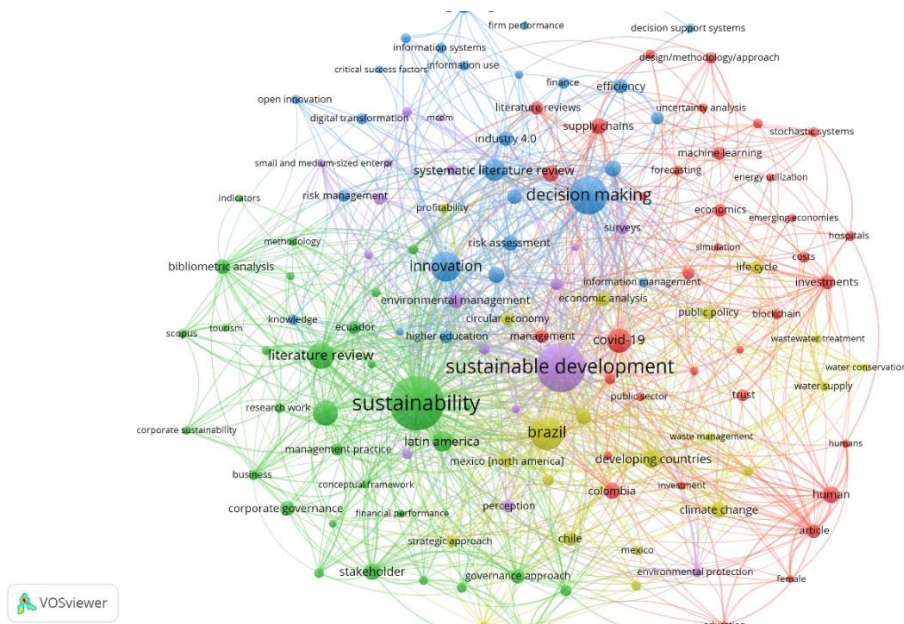 firm performance
decision support systems
information systems
design/methodology/approach
critical success factors
information use
finance
efficiency
open innovation
literature reviews
uncertainty analysis
digital transformation
mcdm
supply chains
stochastic systems
industry 4.0
machine learning
small and medium-sized enterpr
systematic literature review
forecasting
energy utilization
risk management
decision making
indicators
profitability
economics
emerging economies
surveys
hospitals
methodology
risk assessment
simulation
costs
bibliometric analysis
innovation
life cycle
information management
investments
environmental management
economic analysis
knowledge
circular economy
public policy
blockchain
scopus
tourism
ecuador
higher education
management
covid-19
wastewater treatment
literature review
sustainable development
water conservation
water supply
research work
sustainability
public sector
trust
corporate sustainability
latin america
brazil
waste management
humans
management practice
mexico [north america]
developing countries
business
conceptual framework
colombia
investment
human
corporate governance
financial performance
perception
climate change
strategic approach
chile
article
mexico
stakeholder
governance approach
environmental protection
female
VOSviewer